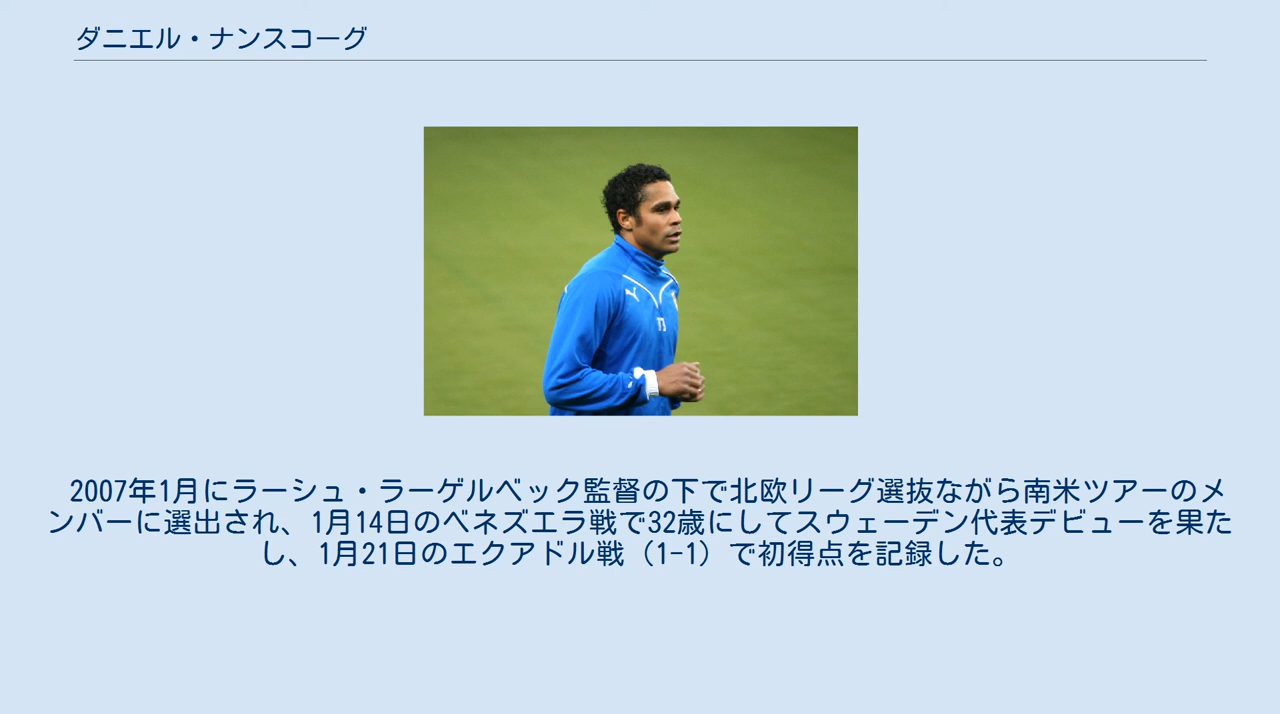 ダニエル・ナンスコーグ
2007年1月にラーシュ・ラーゲルベック監督の下で北欧リーグ選抜ながら南米ツアーのメ
ンバーに選出され、1月14日のベネズエラ戦で32歳にしてスウェーデン代表デビューを果た
し、1月21日のエクアドル戦（1-1）で初得点を記録した。